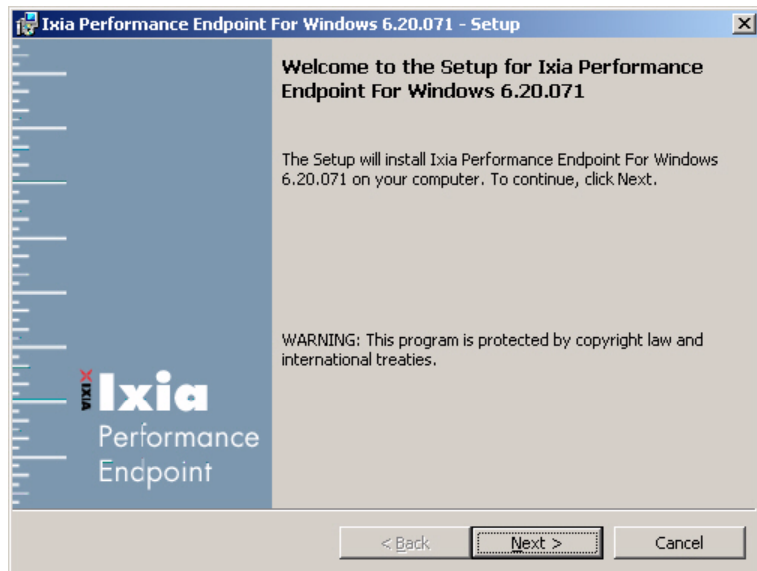 Ixia Performance Endpoint For Windows 6.20.071 - Setup
Welcome to the Setup for Ixia Performance
Endpoint For Windows 6.20.071
The Setup will install Ixia Performance Endpoint For Windows
6.20.071 on your computer. To continue, click Next.
WARNING: This program is protected by copyright law and
international treaties.
IXIA
Ixia
Performance
Endpoint
< Back
Next >
Cancel